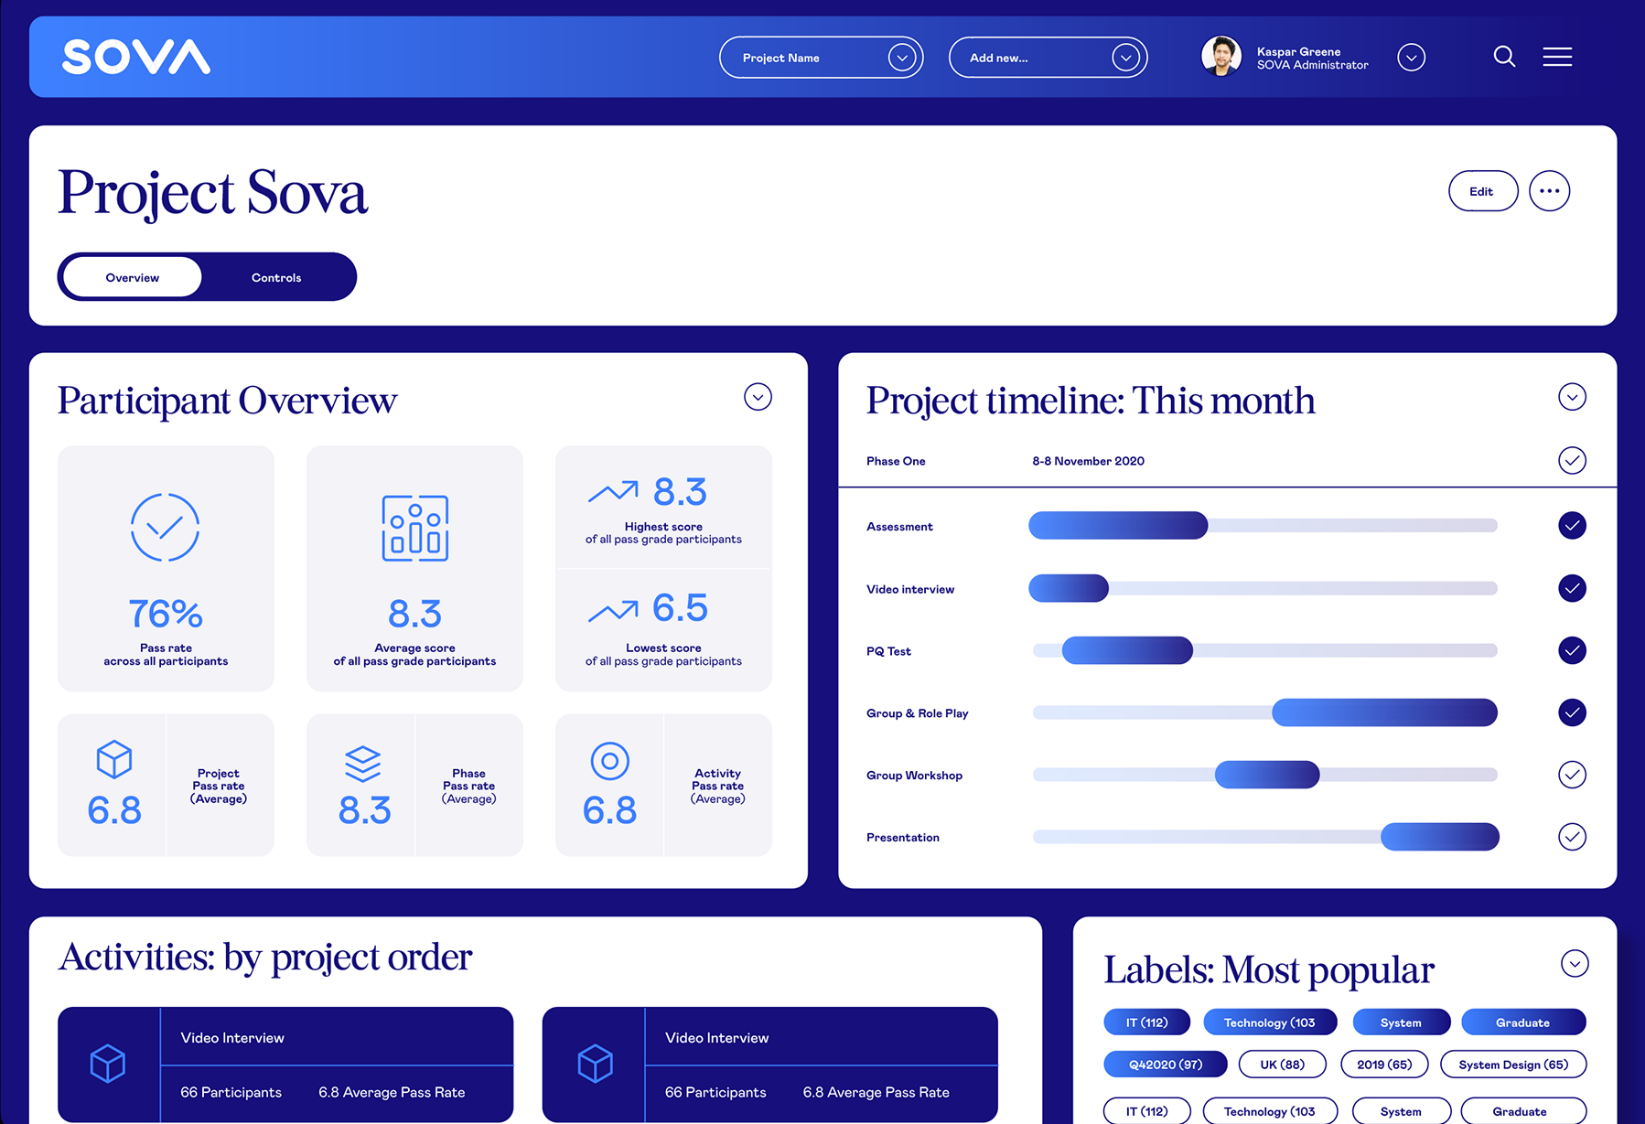 SOVA
Project Name
Add new...
Kaspar Greene
SOVA Administrator
Project Sova
Edit
Overview
Controls
Participant Overview
76%
Pass rate
across all participants
8.3
Average score
of all pass grade participants
8.3
Highest score
of all pass grade participants
6.5
Lowest score
of all pass grade participants
6.8
Project
Pass rate
(Average)
8.3
Phase
Pass rate
(Average)
6.8
Activity
Pass rate
(Average)
Project timeline: This month
Phase One
8-8 November 2020
Assessment
Video interview
PQ Test
Group & Role Play
Group Workshop
Presentation
Activities: by project order
Video Interview
66 Participants
6.8 Average Pass Rate
Video Interview
66 Participants
6.8 Average Pass Rate
Labels: Most popular
IT (112)
Technology (103
System
Graduate
Q42020 (97)
UK (88)
2019 (65)
System Design (65)
IT (112)
Technology (103
System
Graduate